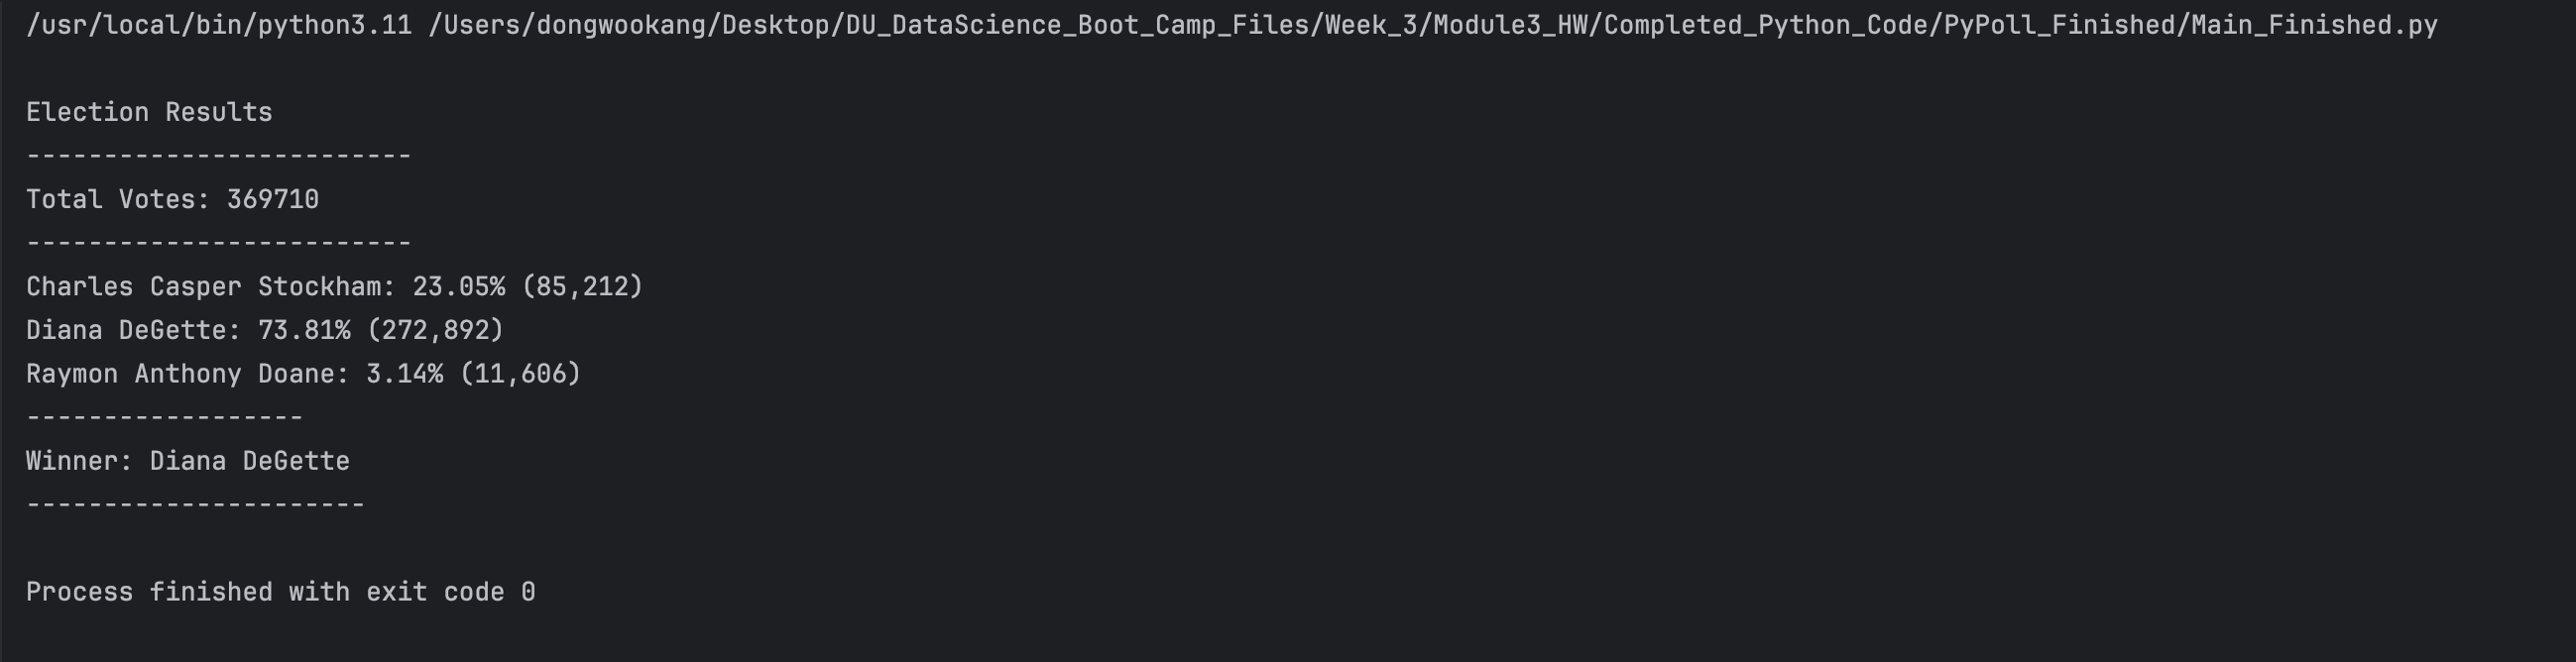 /usr/local/bin/python3.11 /Users/dongwookang/Desktop/DU_DataScience_Boot_Camp_Files/Week_3/Module3_HW/Completed_Python_Code/PyPoll_Finished/Main_Finished.py
Election Results
-------------------------
Total Votes: 369710
-------------------------
Charles Casper Stockham: 23.05% (85,212)
Diana DeGette: 73.81% (272,892)
Raymon Anthony Doane: 3.14% (11,606)
------------------
Winner: Diana DeGette
----------------------
Process finished with exit code 0